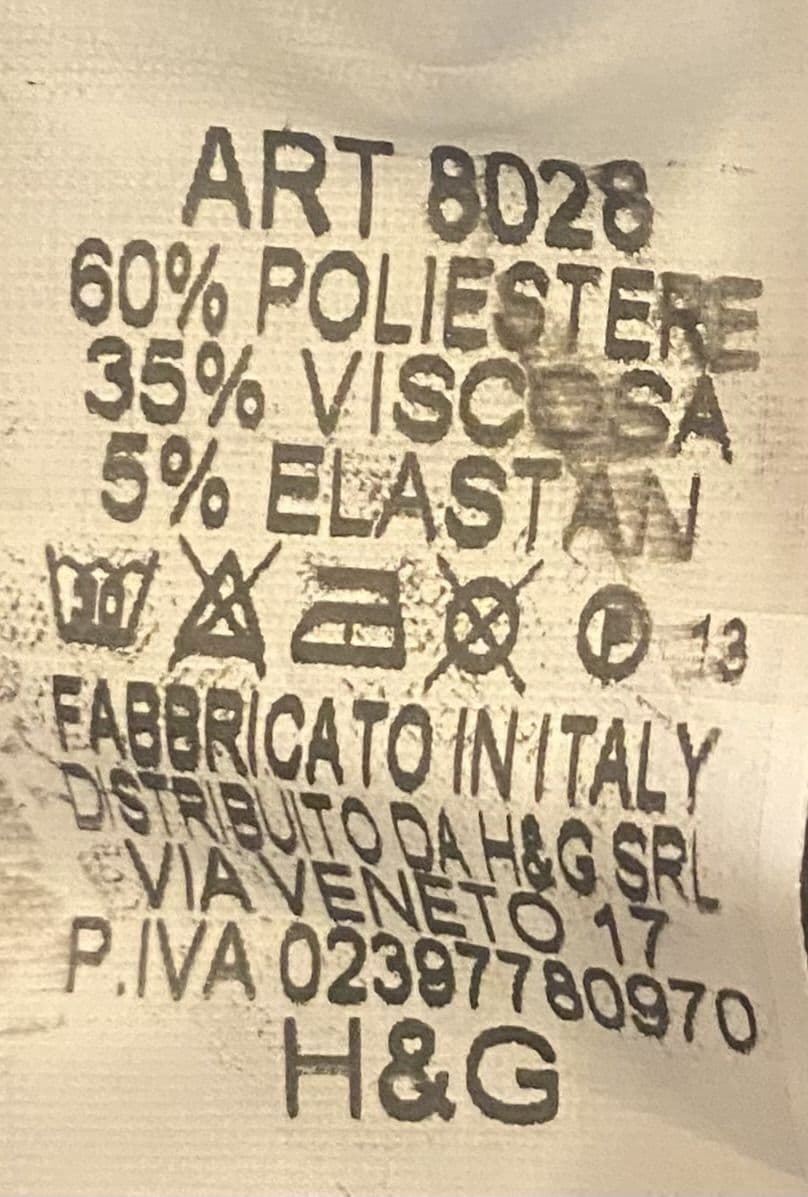 ART 8028
60% POLIESTERE
35% VISCOSA
5% ELASTAN
30 P 13
FABBRICATO IN ITALY
DISTRIBUITO DA H&G SRL
VIA VENETO 17
P.IVA 02397780970
H&G